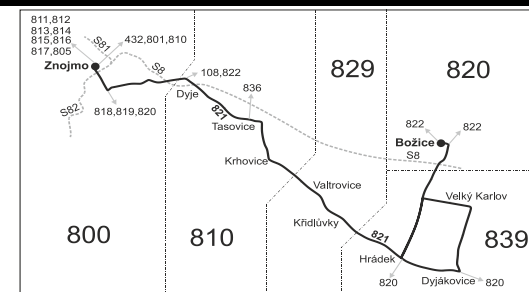 811,812
813,814
815,816
817,805
S81
432,801,810
Znojmo
S8
S82
818,819,820
108,822
Dyje
821
836
Tasovice
829
820
822
822
Božice
S8
Krhovice
Valtrovice
Velký Karlov
Křidlůvky
821
800
810
839
Hrádek
820
Dyjákovice
820